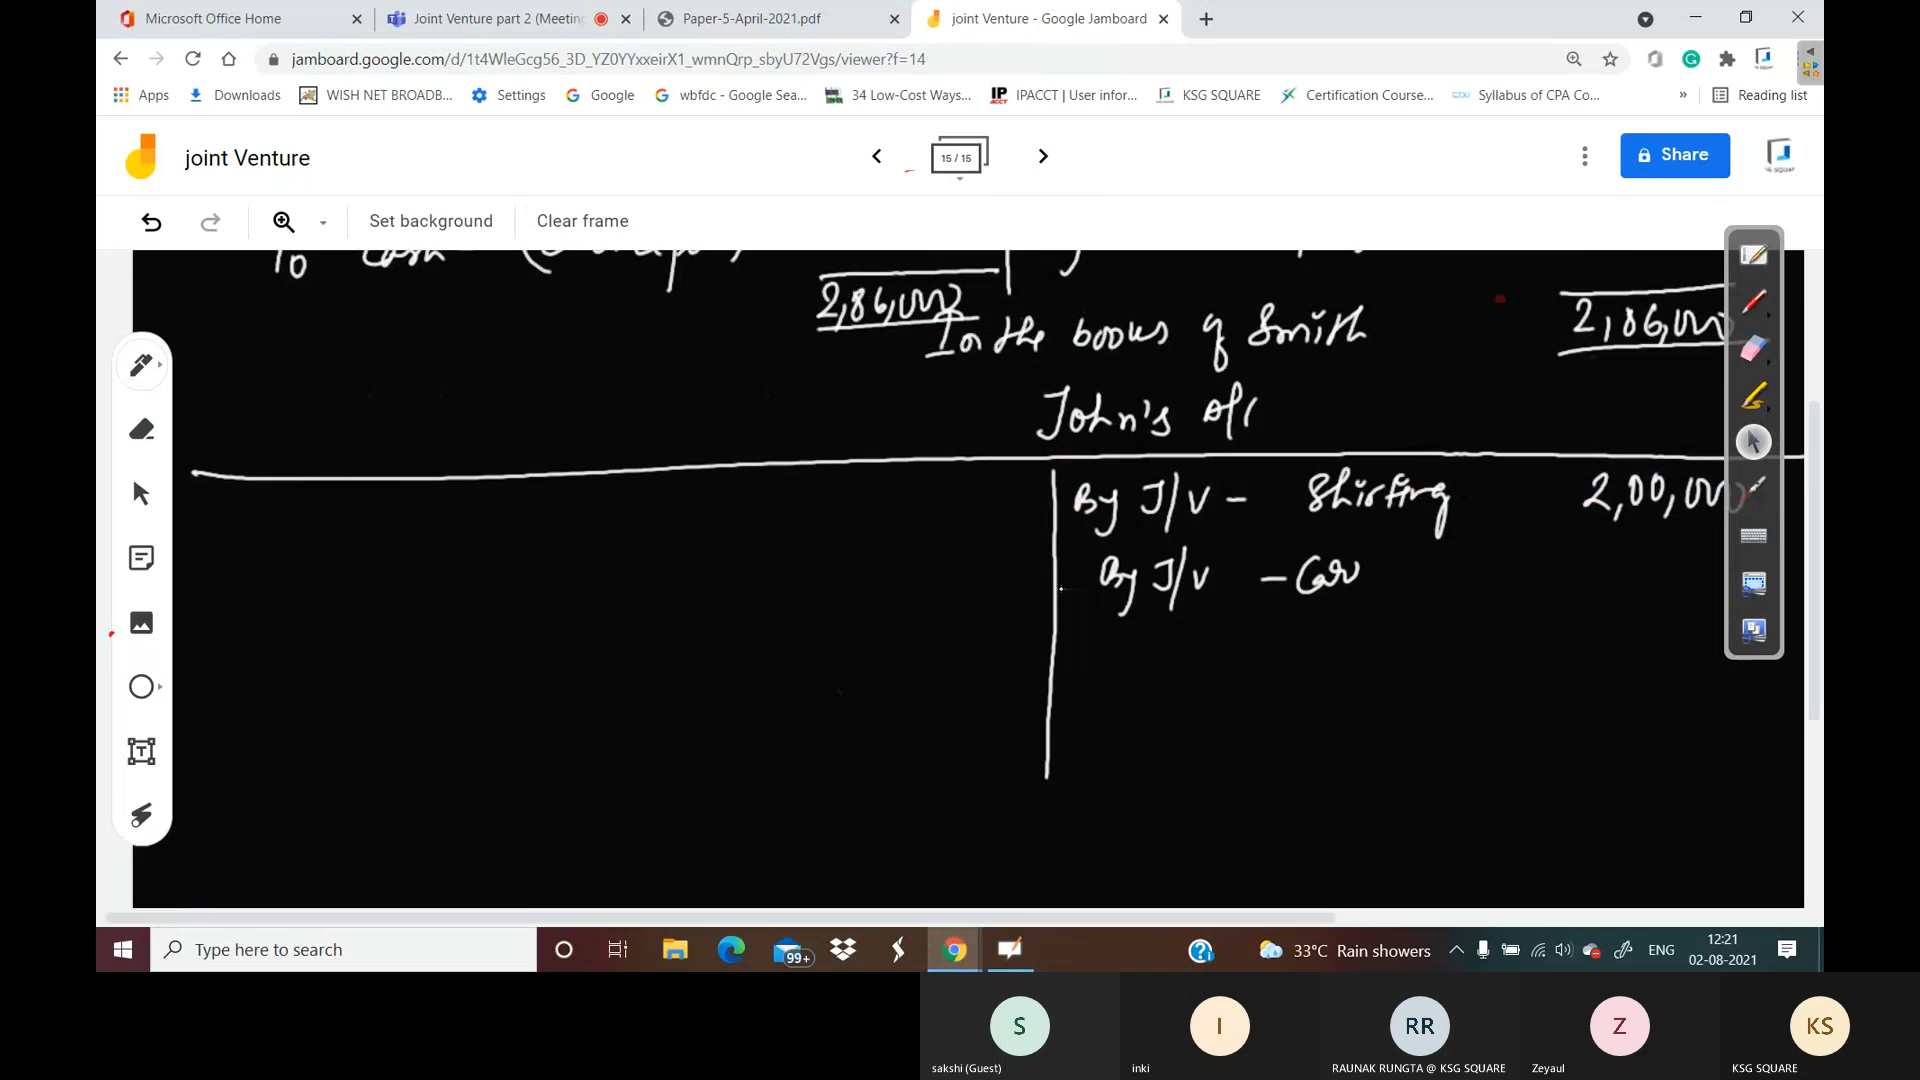 Microsoft Office Home
Joint Venture part 2 (Meeting
Paper-5-April-2021.pdf
joint Venture - Google Jamboard
jamboard.google.com/d/1t4WleGcg56_3D_YZ0YYxxeirX1_wmnQrp_sbyU72Vgs/viewer?f=14
Apps
Downloads
WISH NET BROADB...
Settings
Google
wbfdc - Google Sea...
34 Low-Cost Ways...
IP ACCT
IPACCT | User infor...
KSG SQUARE
Certification Course...
Syllabus of CPA Co...
»
Reading list
joint Venture
15 / 15
Share
Set background
Clear frame
To Cash
2,86,000
2,86,000
In the books of Smith
John's A/c
By J/V - Shirting 2,00,000
By J/V -
Type here to search
99+
33°C Rain showers
ENG
12:21
02-08-2021
S
I
RR
Z
KS
sakshi (Guest)
inki
RAUNAK RUNGTA @ KSG SQUARE
Zeyaul
KSG SQUARE